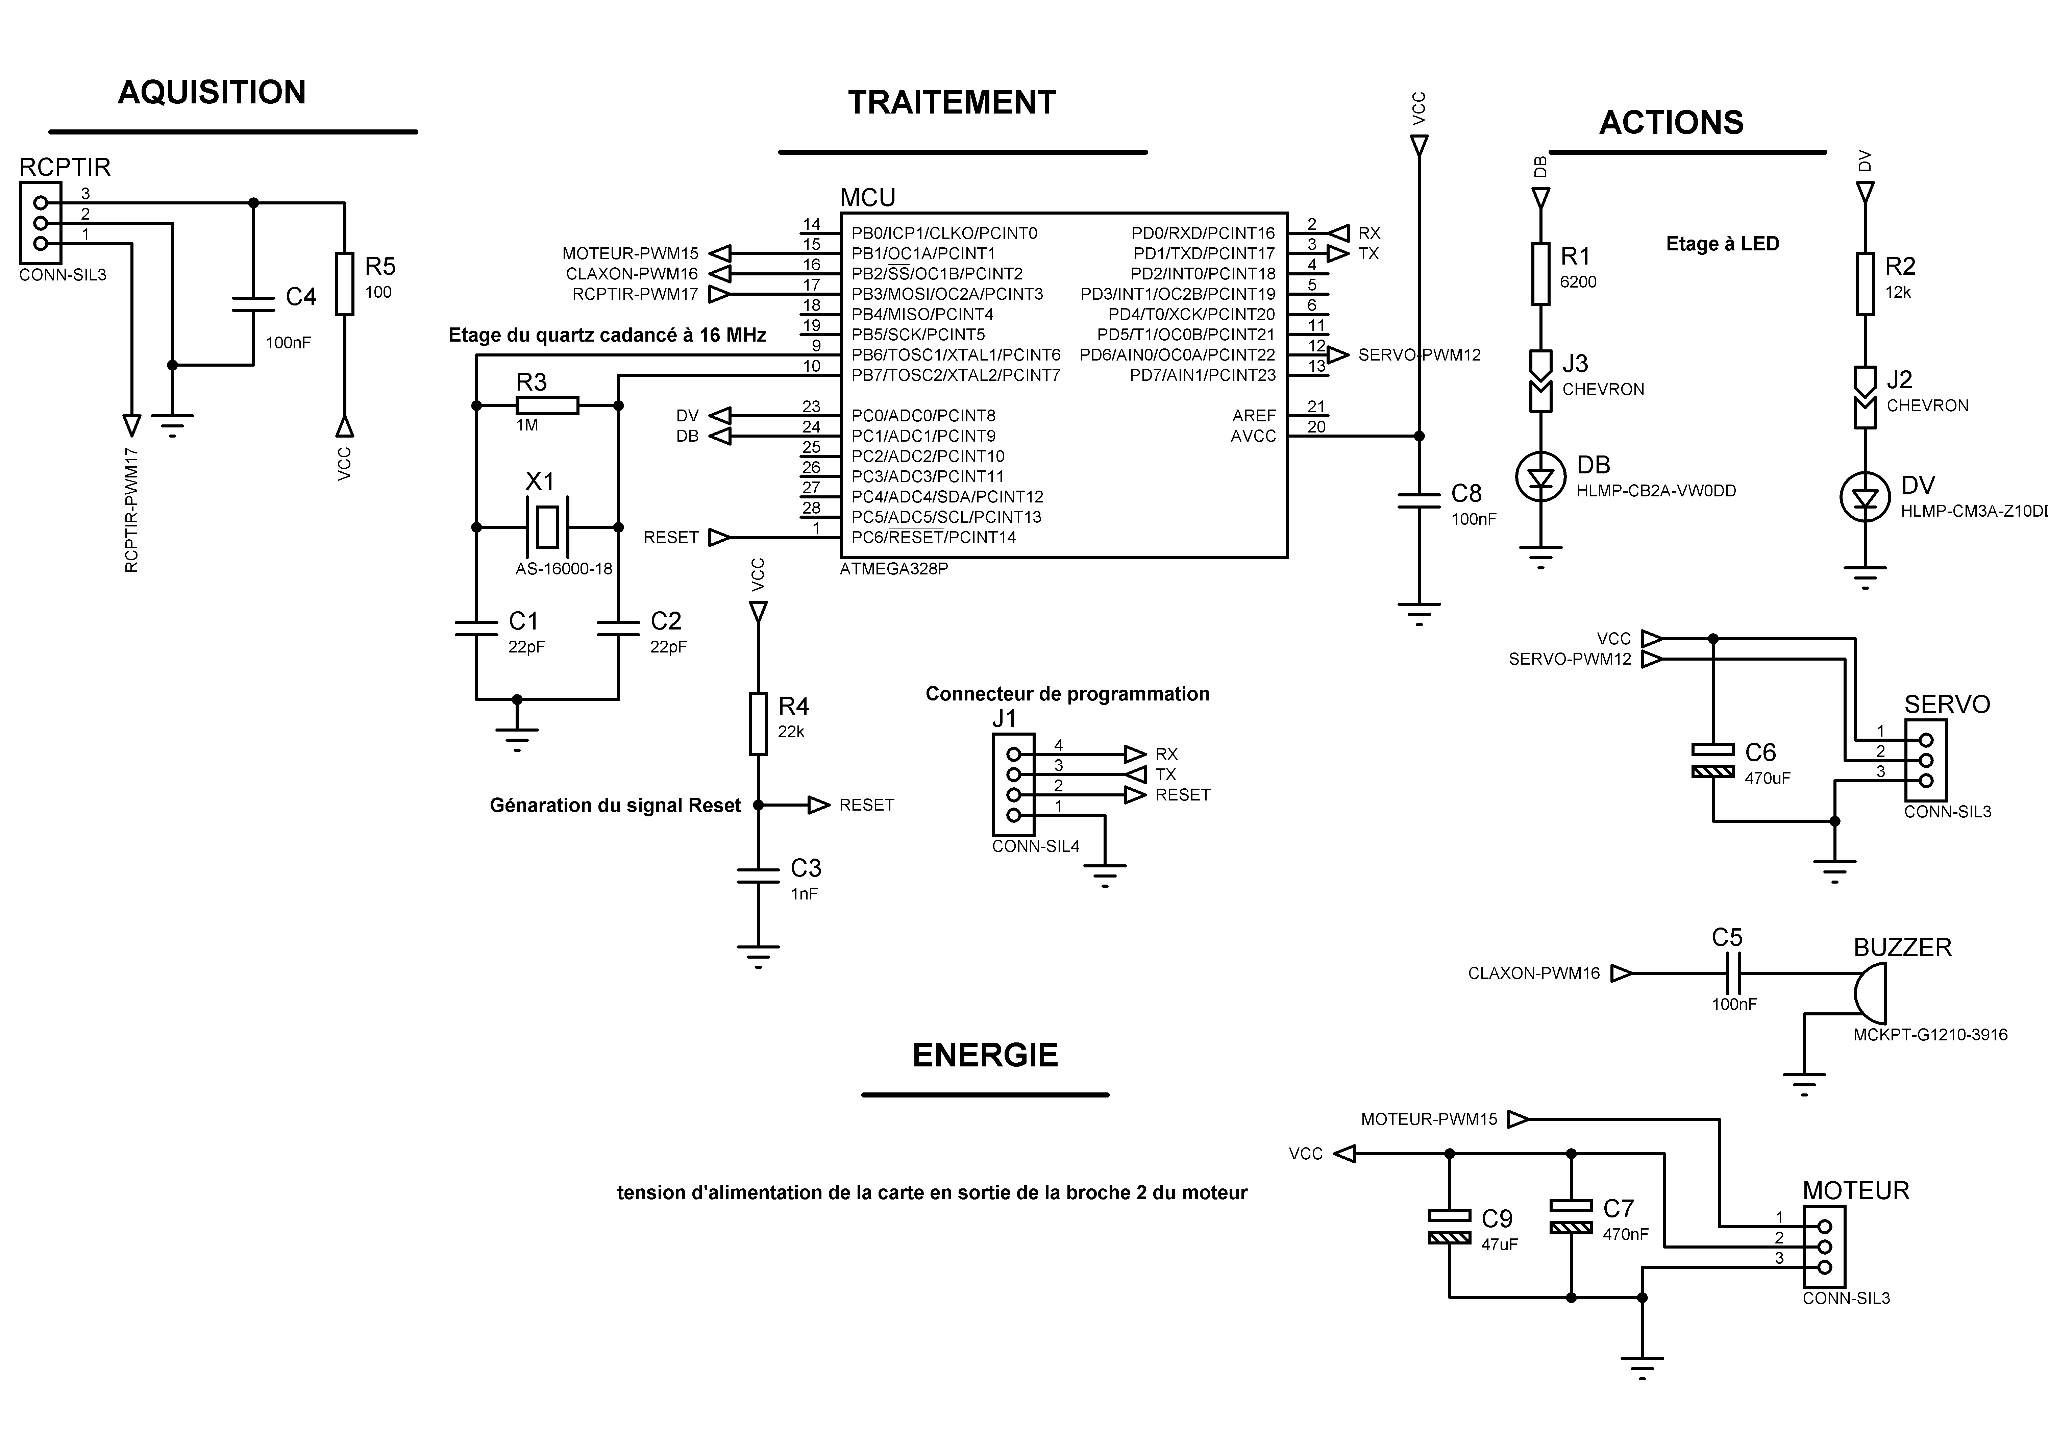 AQUISITION
RCPTIR
3
2
1
CONN-SIL3
C4
100nF
R5
100
RCPTIR-PWM17
VCC
TRAITEMENT
MCU
14 PB0/ICP1/CLKO/PCINT0
MOTEUR-PWM15 15 PB1/OC1A/PCINT1
CLAXON-PWM16 16 PB2/SS/OC1B/PCINT2
RCPTIR-PWM17 17 PB3/MOSI/OC2A/PCINT3
18 PB4/MISO/PCINT4
19 PB5/SCK/PCINT5
9 PB6/TOSC1/XTAL1/PCINT6
10 PB7/TOSC2/XTAL2/PCINT7
DV 23 PC0/ADC0/PCINT8
DB 24 PC1/ADC1/PCINT9
25 PC2/ADC2/PCINT10
26 PC3/ADC3/PCINT11
27 PC4/ADC4/SDA/PCINT12
28 PC5/ADC5/SCL/PCINT13
RESET 1 PC6/RESET/PCINT14
PD0/RXD/PCINT16 2 RX
PD1/TXD/PCINT17 3 TX
PD2/INT0/PCINT18 4
PD3/INT1/OC2B/PCINT19 5
PD4/T0/XCK/PCINT20 6
PD5/T1/OC0B/PCINT21 11
PD6/AIN0/OC0A/PCINT22 12 SERVO-PWM12
PD7/AIN1/PCINT23 13
AREF 21
AVCC 20
ATMEGA328P
VCC
C8
100nF
Etage du quartz cadancé à 16 MHz
R3
1M
X1
AS-16000-18
C1
22pF
C2
22pF
VCC
R4
22k
Génaration du signal Reset
RESET
C3
1nF
Connecteur de programmation
J1
4 RX
3 TX
2 RESET
1
CONN-SIL4
ACTIONS
DB
DV
Etage à LED
R1
6200
R2
12k
J3
CHEVRON
J2
CHEVRON
DB
HLMP-CB2A-VW0DD
DV
HLMP-CM3A-Z10D
VCC
SERVO-PWM12
SERVO
1
2
3
CONN-SIL3
C6
470uF
C5
100nF
CLAXON-PWM16
BUZZER
MCKPT-G1210-3916
ENERGIE
tension d'alimentation de la carte en sortie de la broche 2 du moteur
MOTEUR-PWM15
VCC
C9
47uF
C7
470nF
MOTEUR
1
2
3
CONN-SIL3